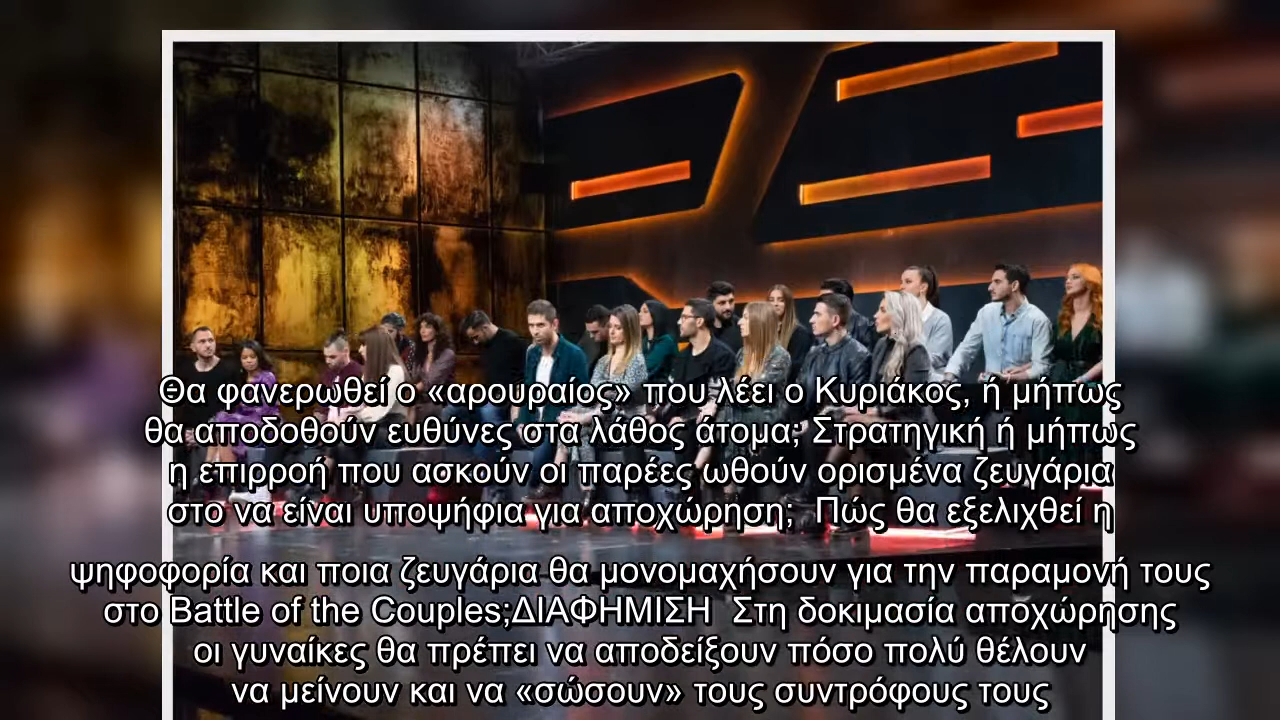 Θα φανερωθεί ο «αρουραίος» που λέει ο Κυριάκος, ή μήπως
θα αποδοθούν ευθύνες στα λάθος άτομα; Στρατηγική ή μήπως
η επιρροή που ασκούν οι παρέες ωθούν ορισμένα ζευγάρια
στο να είναι υποψήφια για αποχώρηση;  Πώς θα εξελιχθεί η
ψηφοφορία και ποια ζευγάρια θα μονομαχήσουν για την παραμονή τους
στο Battle of the Couples;ΔΙΑΦΗΜΙΣΗ  Στη δοκιμασία αποχώρησης
οι γυναίκες θα πρέπει να αποδείξουν πόσο πολύ θέλουν
να μείνουν και να «σώσουν» τους συντρόφους τους